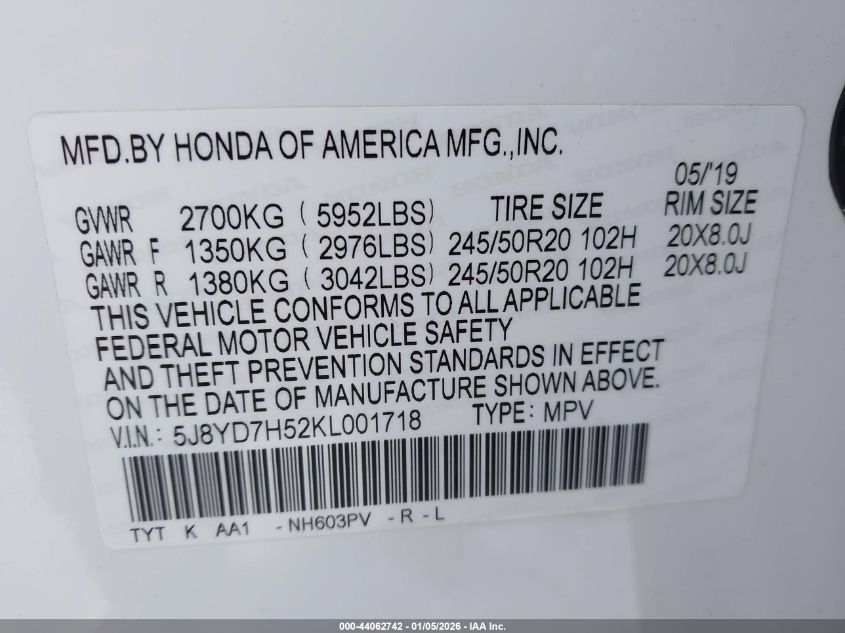 MFD.BY HONDA OF AMERICA MFG.,INC.
05/'19
GVWR 2700KG ( 5952LBS) TIRE SIZE RIM SIZE
GAWR F 1350KG ( 2976LBS) 245/50R20 102H 20X8.0J
GAWR R 1380KG ( 3042LBS) 245/50R20 102H 20X8.0J
THIS VEHICLE CONFORMS TO ALL APPLICABLE
FEDERAL MOTOR VEHICLE SAFETY
AND THEFT PREVENTION STANDARDS IN EFFECT
ON THE DATE OF MANUFACTURE SHOWN ABOVE.
V.I.N.: 5J8YD7H52KL001718 TYPE: MPV
TYT K AA1 -NH603PV -R-L
000-44062742 - 01/05/2026 - IAA Inc.